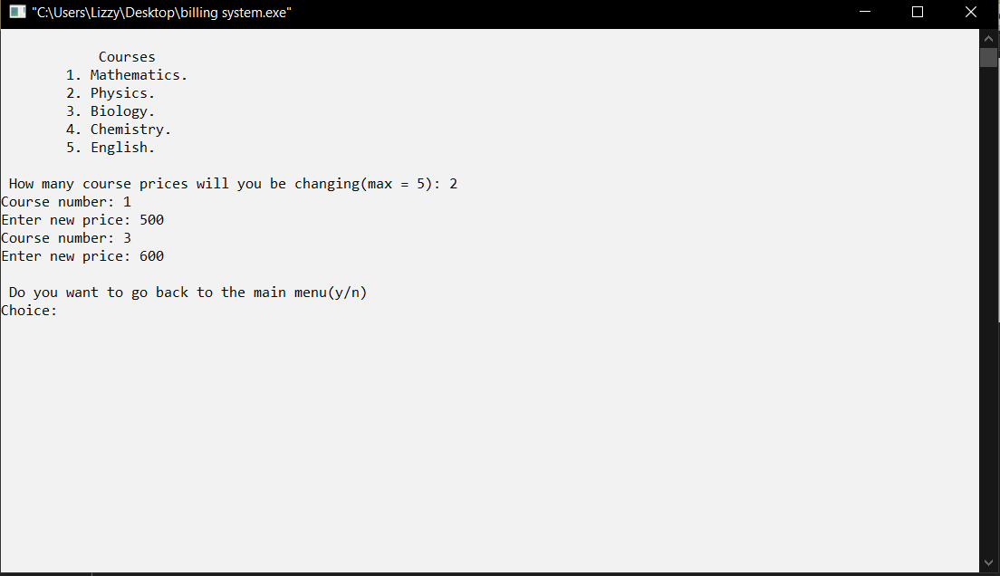 "C:\Users\Lizzy\Desktop\billing system.exe"
Courses
1. Mathematics.
2. Physics.
3. Biology.
4. Chemistry.
5. English.
How many course prices will you be changing(max = 5): 2
Course number: 1
Enter new price: 500
Course number: 3
Enter new price: 600
Do you want to go back to the main menu(y/n)
Choice: